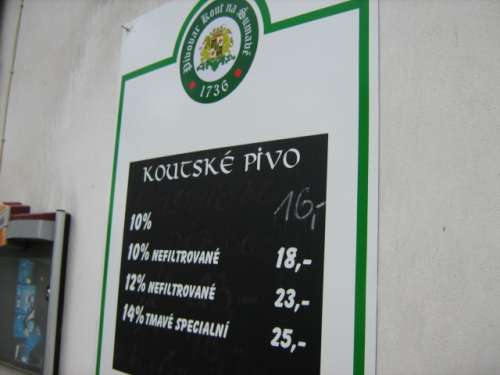 Pivovar Kout na Šumavě
1736
KOUTSKÉ PIVO
10% 16,-
10% NEFILTROVANÉ 18,-
12% NEFILTROVANÉ 23,-
14% TMAVÉ SPECIALNÍ 25,-